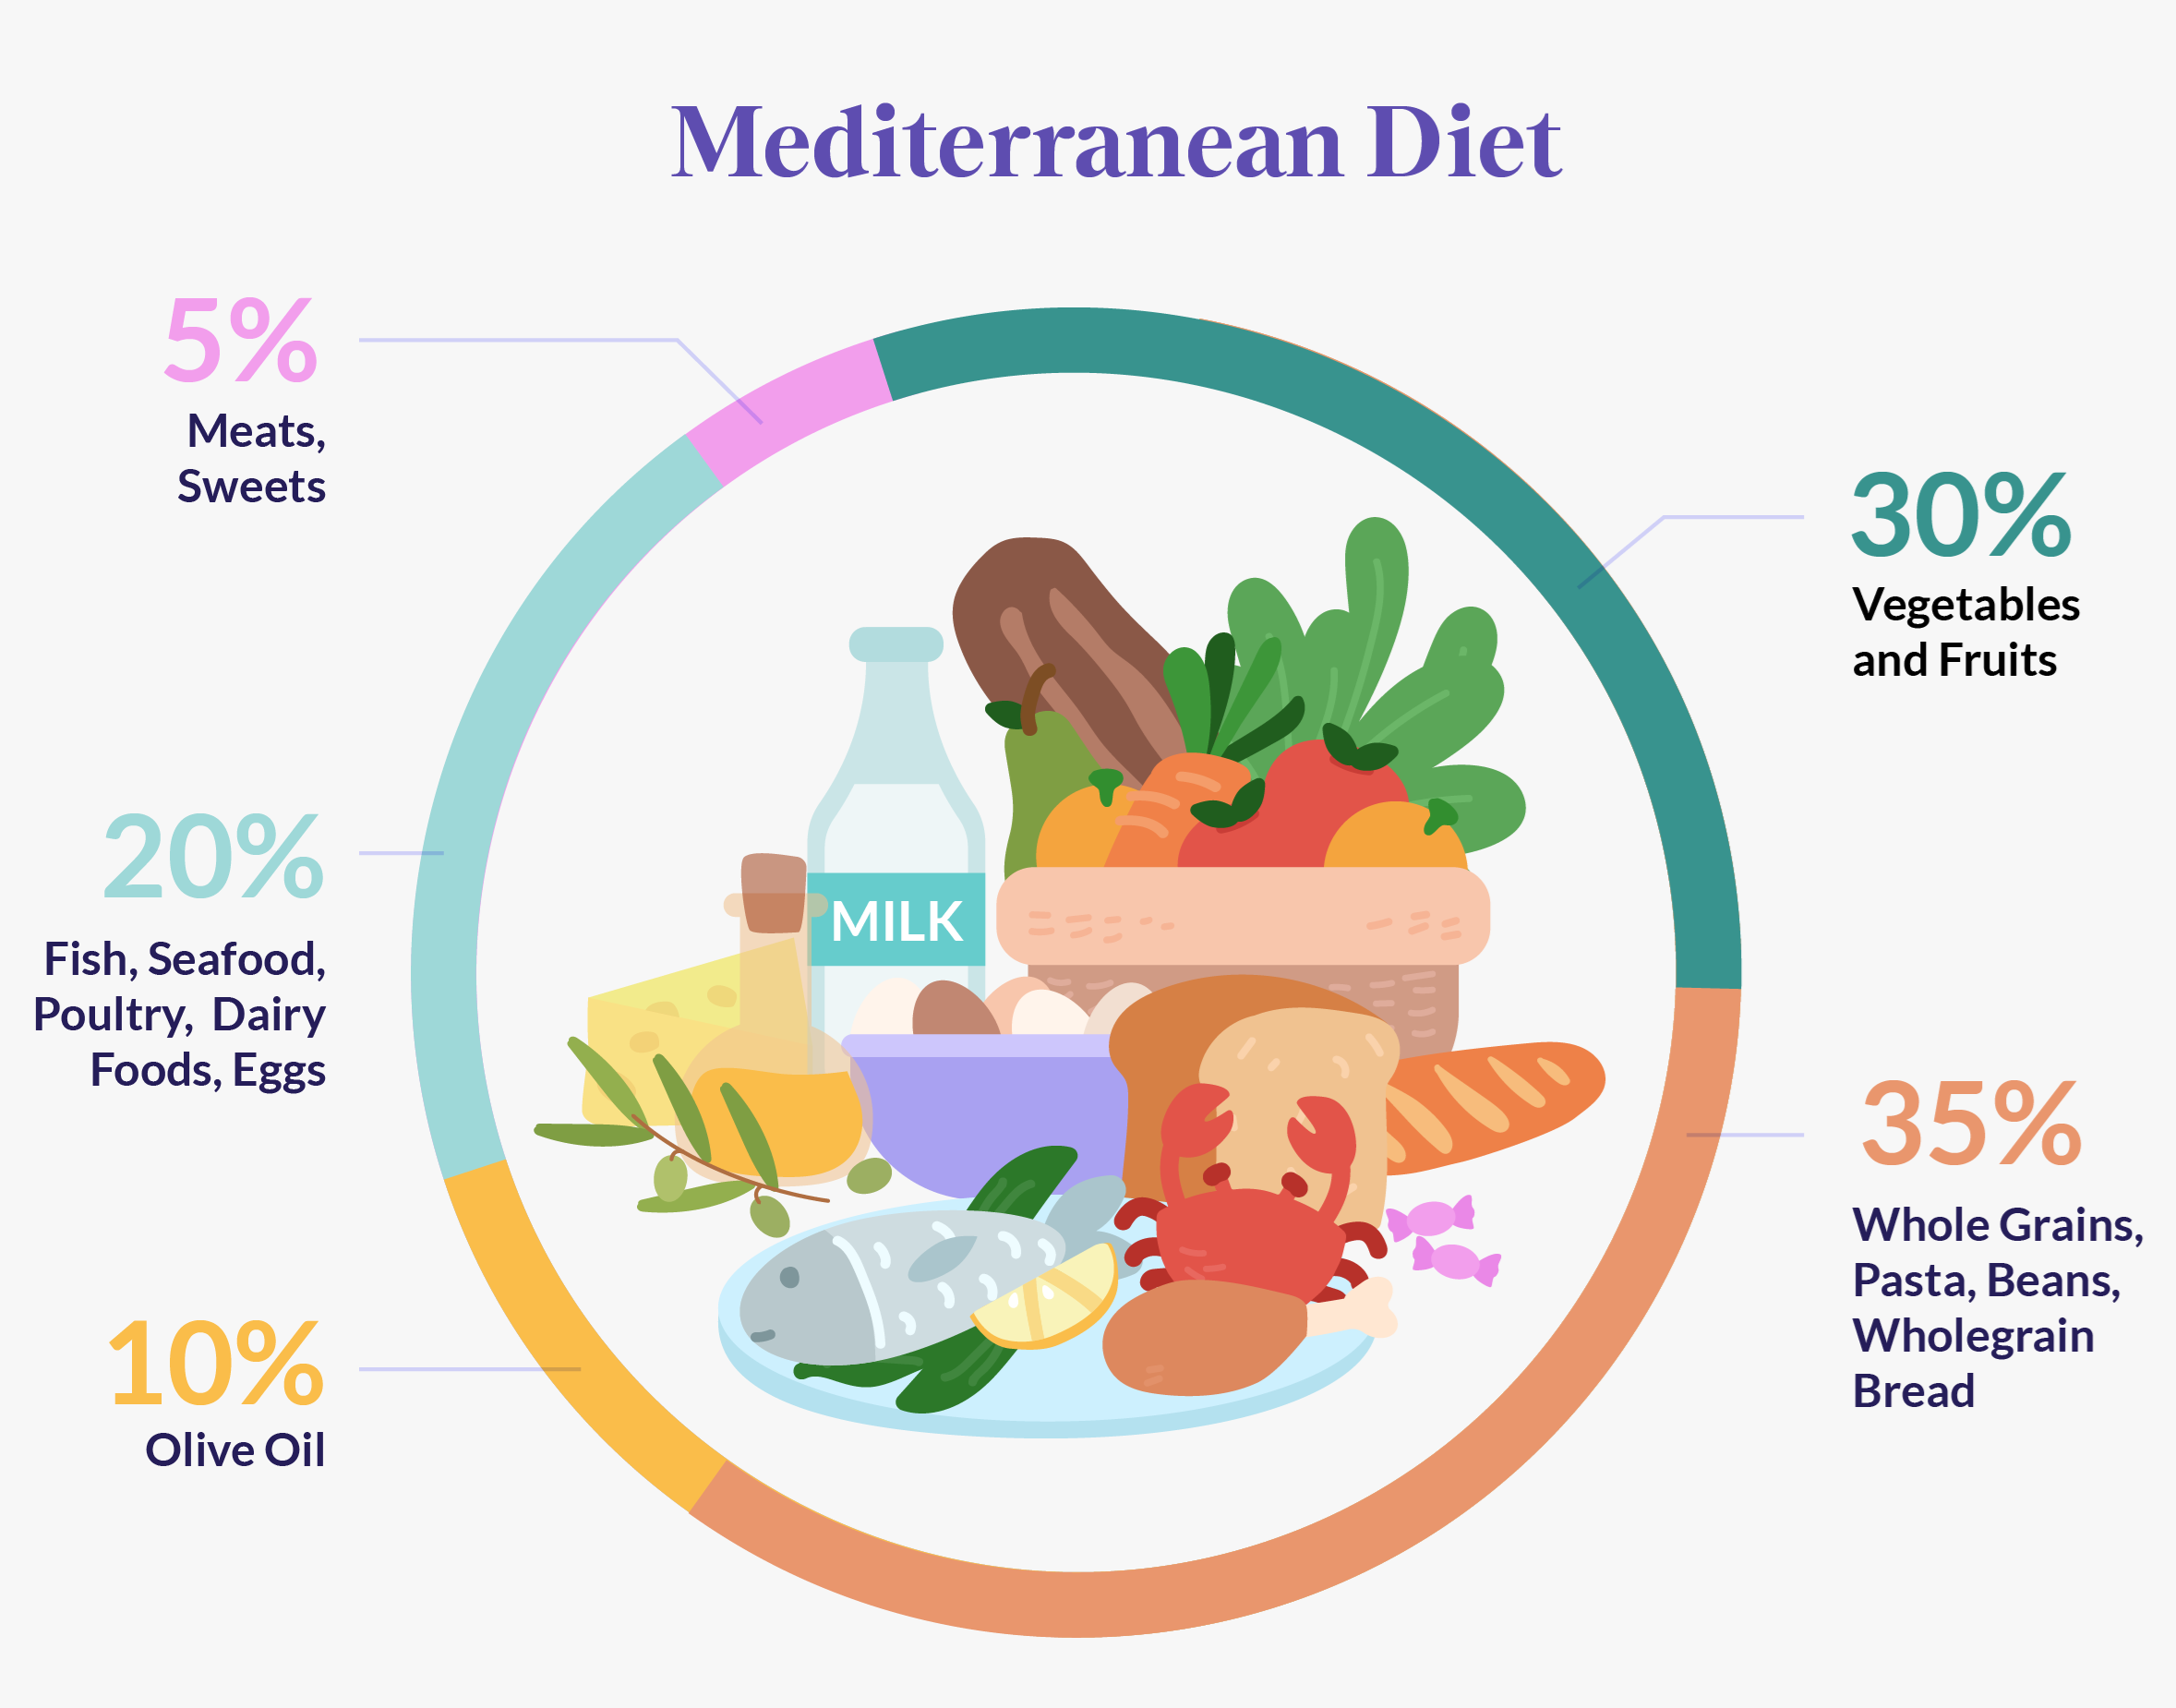 Mediterranean Diet
5%
Meats,
Sweets
30%
Vegetables
and Fruits
20%
Fish, Seafood,
Poultry, Dairy
Foods, Eggs
MILK
35%
Whole Grains,
Pasta, Beans,
Wholegrain
Bread
10%
Olive Oil